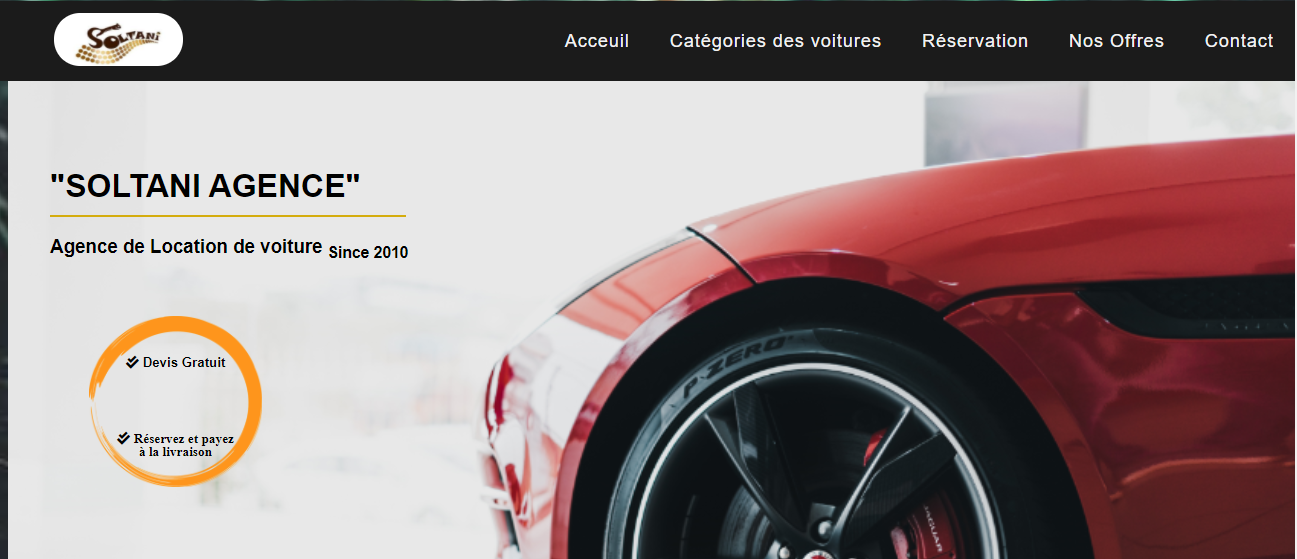 SOLTANI
Acceuil
Catégories des voitures
Réservation
Nos Offres
Contact
"SOLTANI AGENCE"
Agence de Location de voiture Since 2010
Devis Gratuit
Réservez et payez
à la livraison
P ZERO
JAGUAR